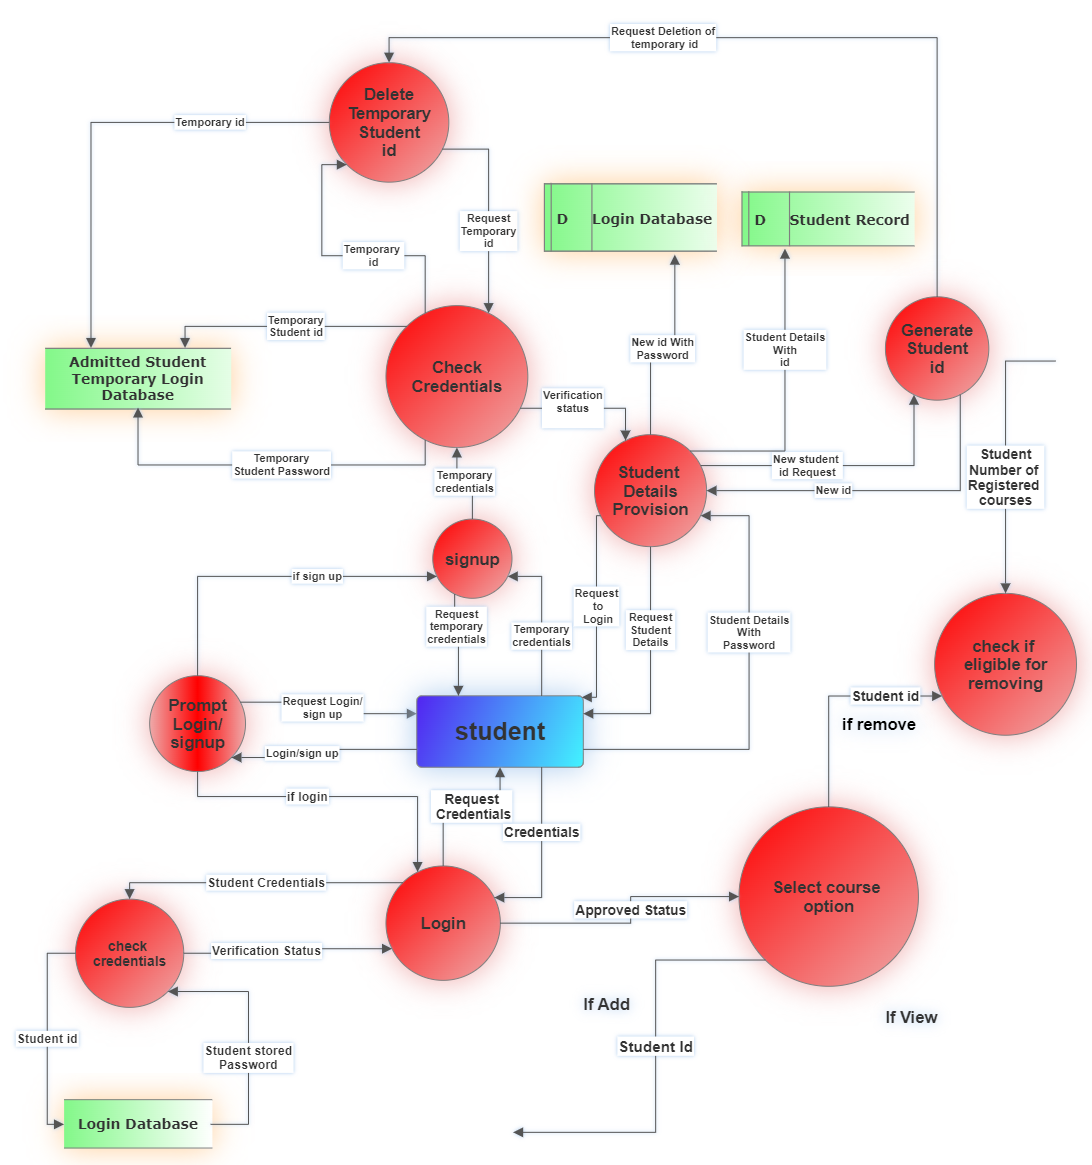 Request Deletion of
temporary id
Delete
Temporary
Student
id
Temporary id
Request
Temporary
id
Temporary
id
D
Login Database
D
Student Record
Temporary
Student id
Admitted Student
Temporary Login
Database
Check
Credentials
New id With
Password
Student Details
With
id
Generate
Student
id
Verification
status
Temporary
Student Password
Temporary
credentials
Student
Details
Provision
New student
id Request
New id
Student
Number of
Registered
courses
signup
if sign up
Request
temporary
credentials
Temporary
credentials
Request
to
Login
Request
Student
Details
Student Details
With
Password
check if
eligible for
removing
Prompt
Login/
signup
Request Login/
sign up
Login/sign up
student
Student id
if remove
if login
Request
Credentials
Credentials
Student Credentials
Login
Approved Status
Select course
option
check
credentials
Verification Status
If Add
If View
Student id
Student stored
Password
Student Id
Login Database